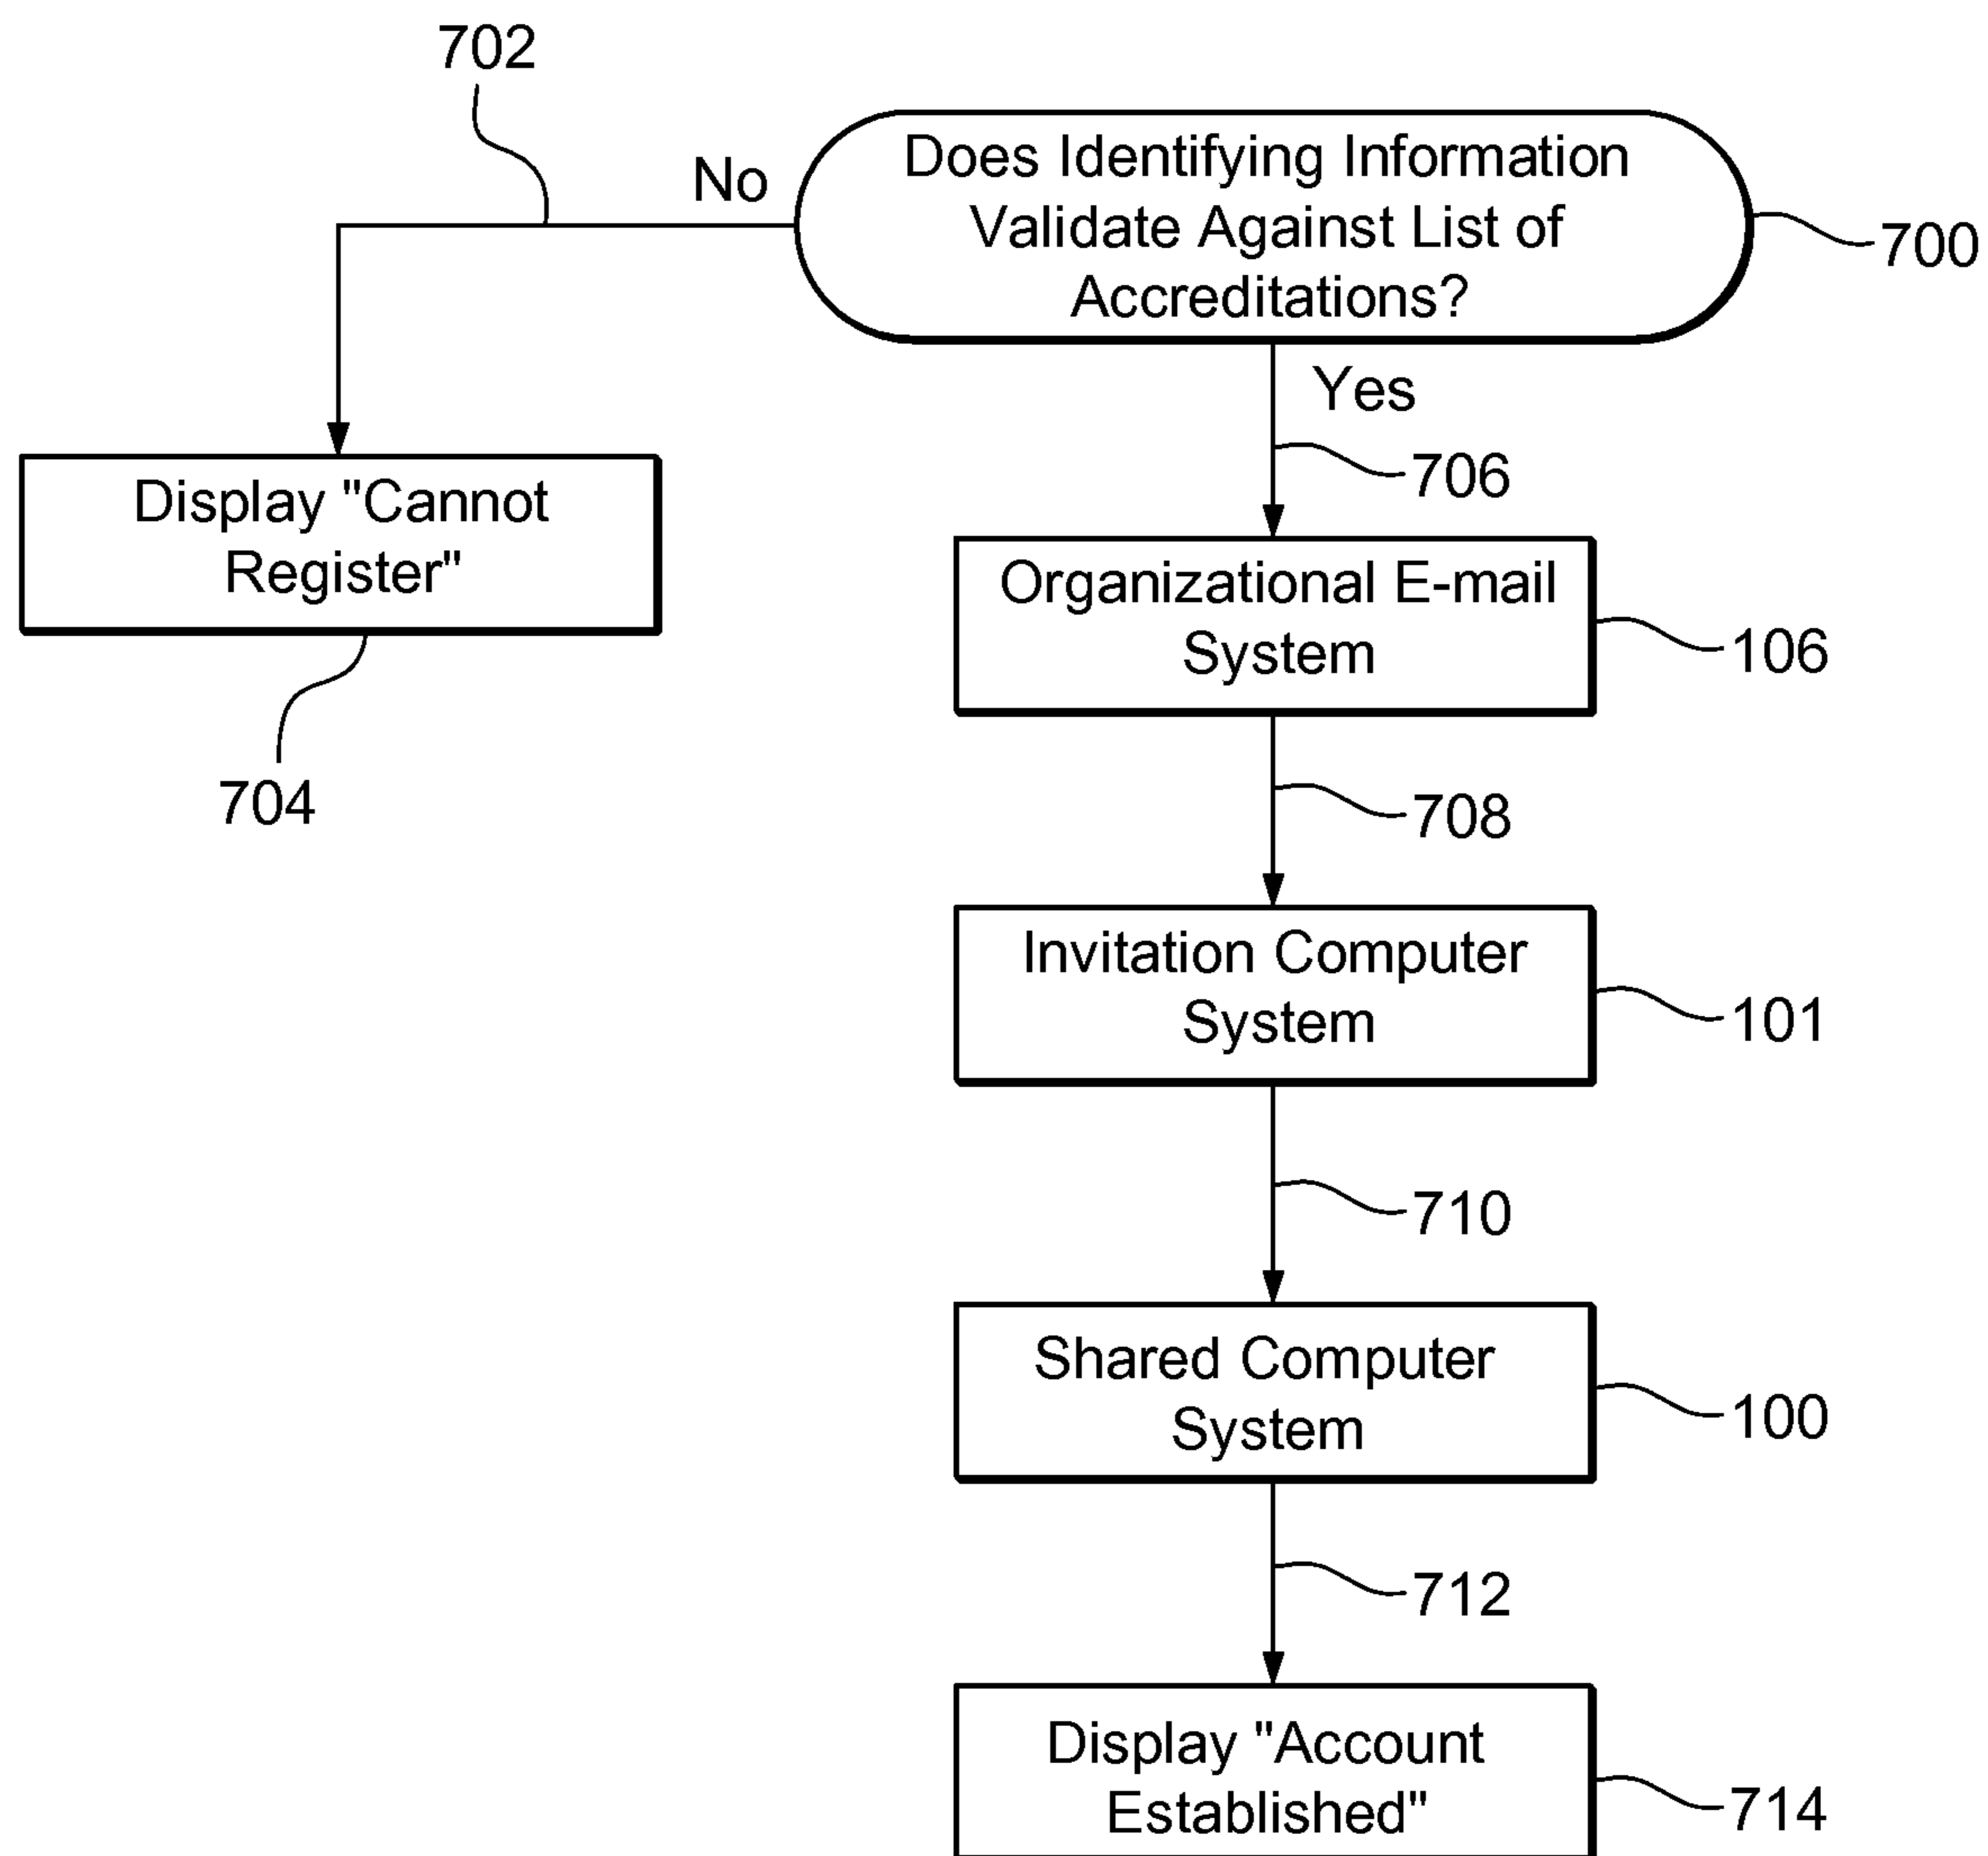 702
No
Does Identifying Information
Validate Against List of
Accreditations?
700
Yes
706
Display "Cannot
Register"
704
Organizational E-mail
System
106
708
Invitation Computer
System
101
710
Shared Computer
System
100
712
Display "Account
Established"
714